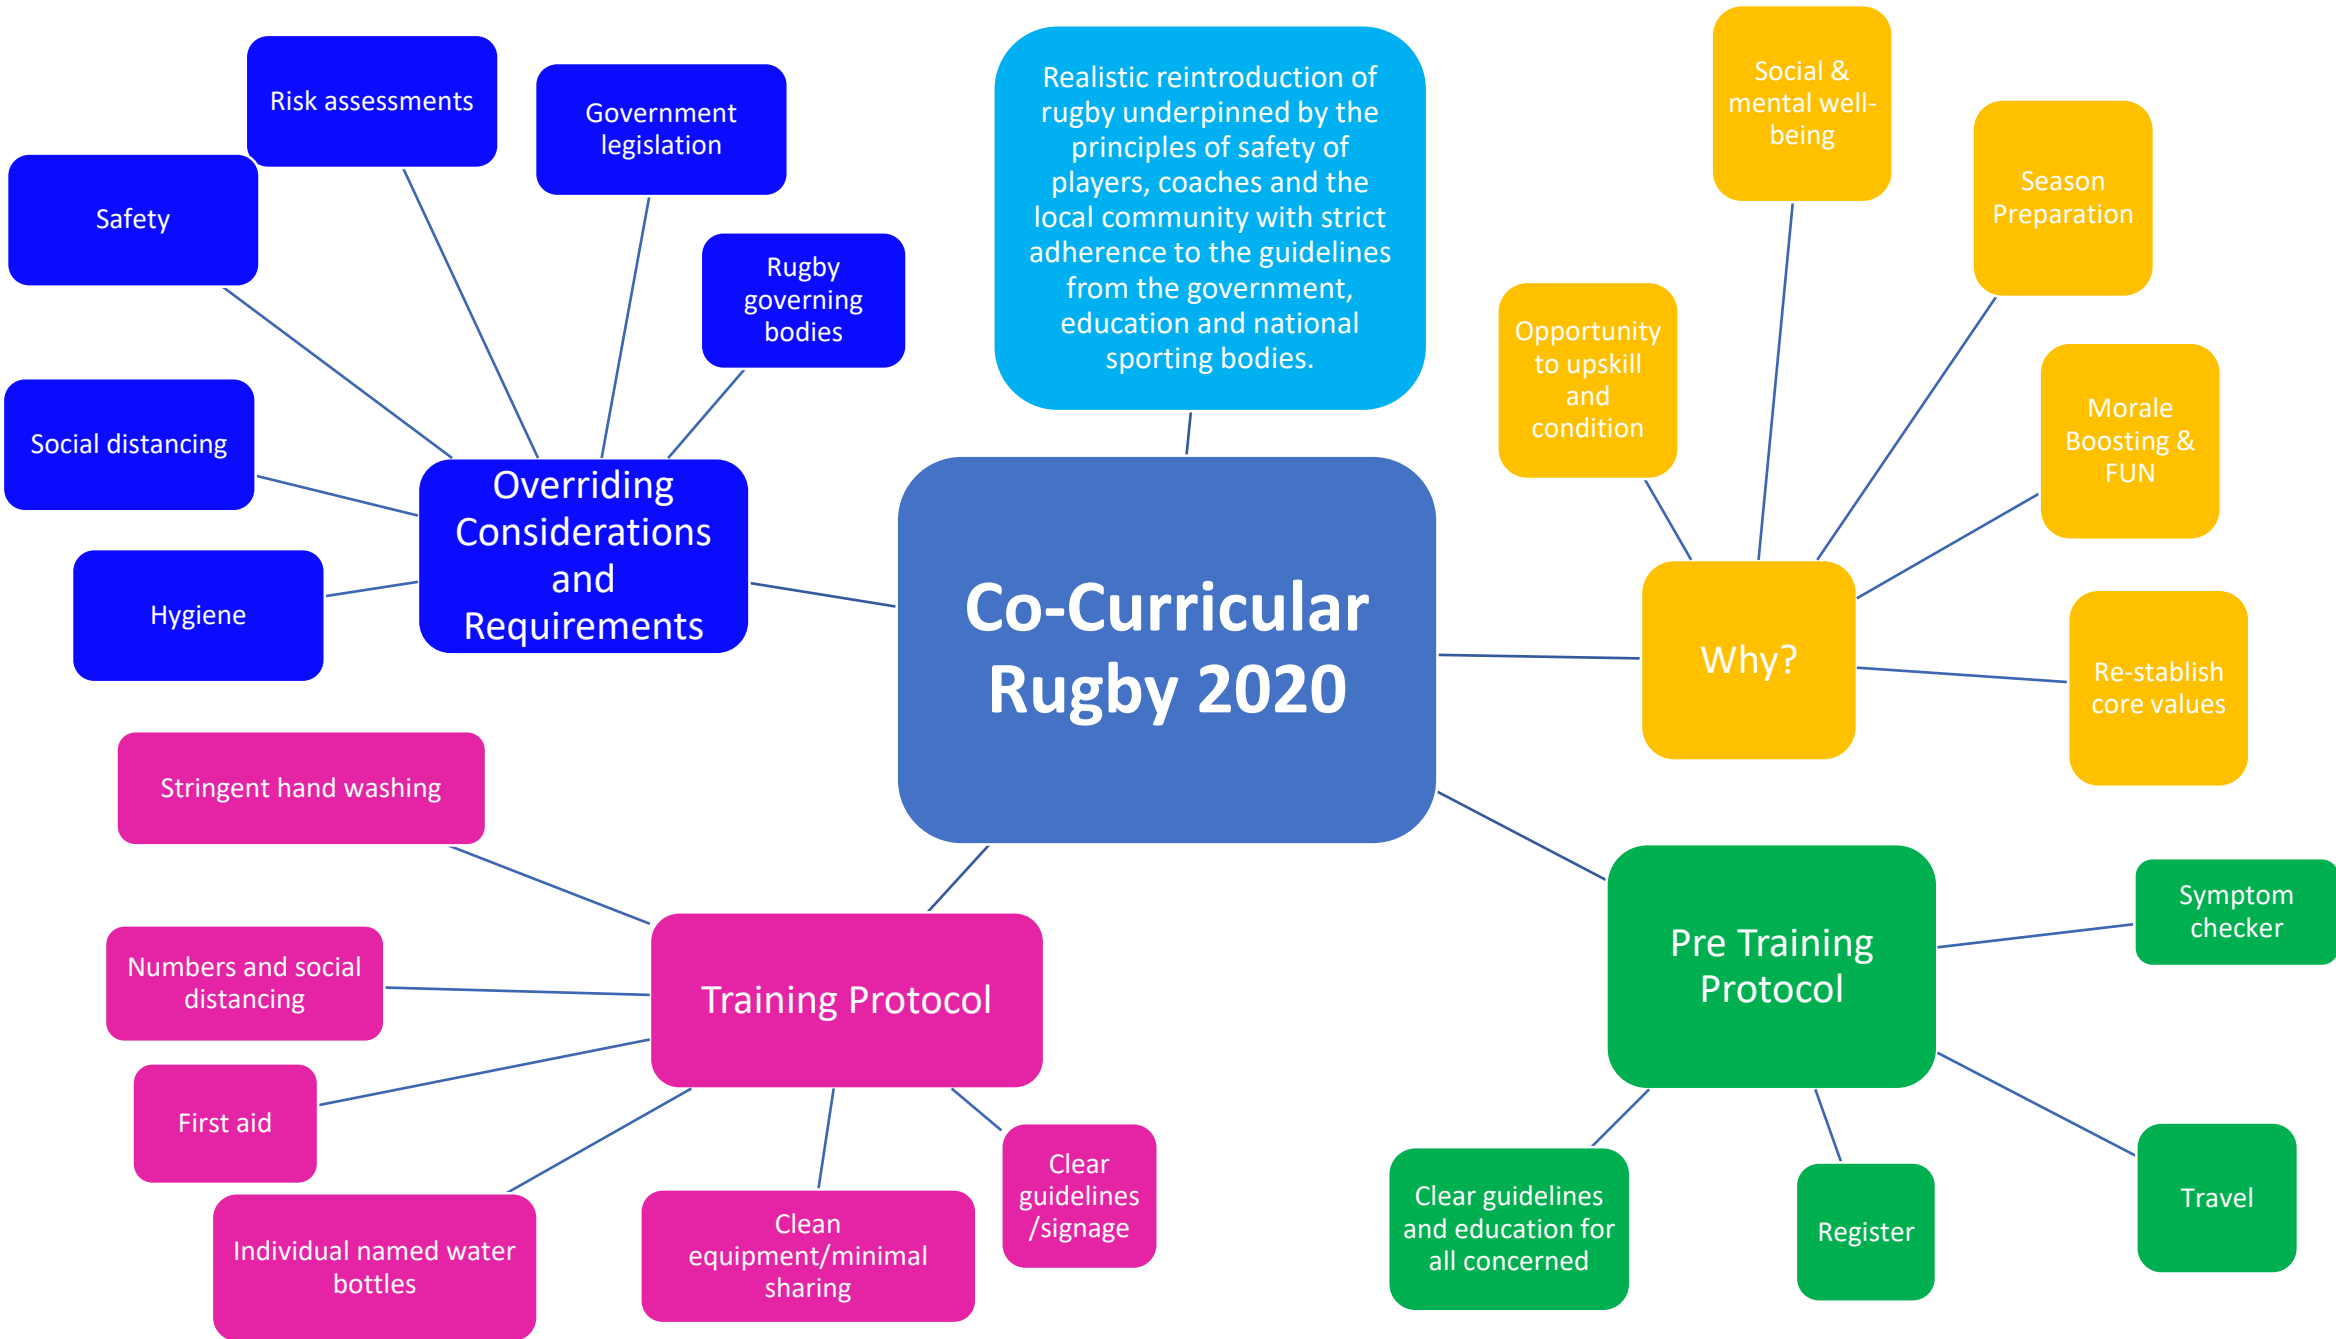 Risk assessments
Government
legislation
Safety
Rugby
governing
bodies
Social distancing
Hygiene
Overriding
Considerations
and
Requirements
Realistic reintroduction of
rugby underpinned by the
principles of safety of
players, coaches and the
local community with strict
adherence to the guidelines
from the government,
education and national
sporting bodies.
Co-Curricular
Rugby 2020
Social &
mental well-
being
Season
Preparation
Opportunity
to upskill
and
condition
Morale
Boosting &
FUN
Why?
Re-stablish
core values
Stringent hand washing
Numbers and social
distancing
Training Protocol
First aid
Individual named water
bottles
Clean
equipment/minimal
sharing
Clear
guidelines
/signage
Pre Training
Protocol
Symptom
checker
Clear guidelines
and education for
all concerned
Register
Travel